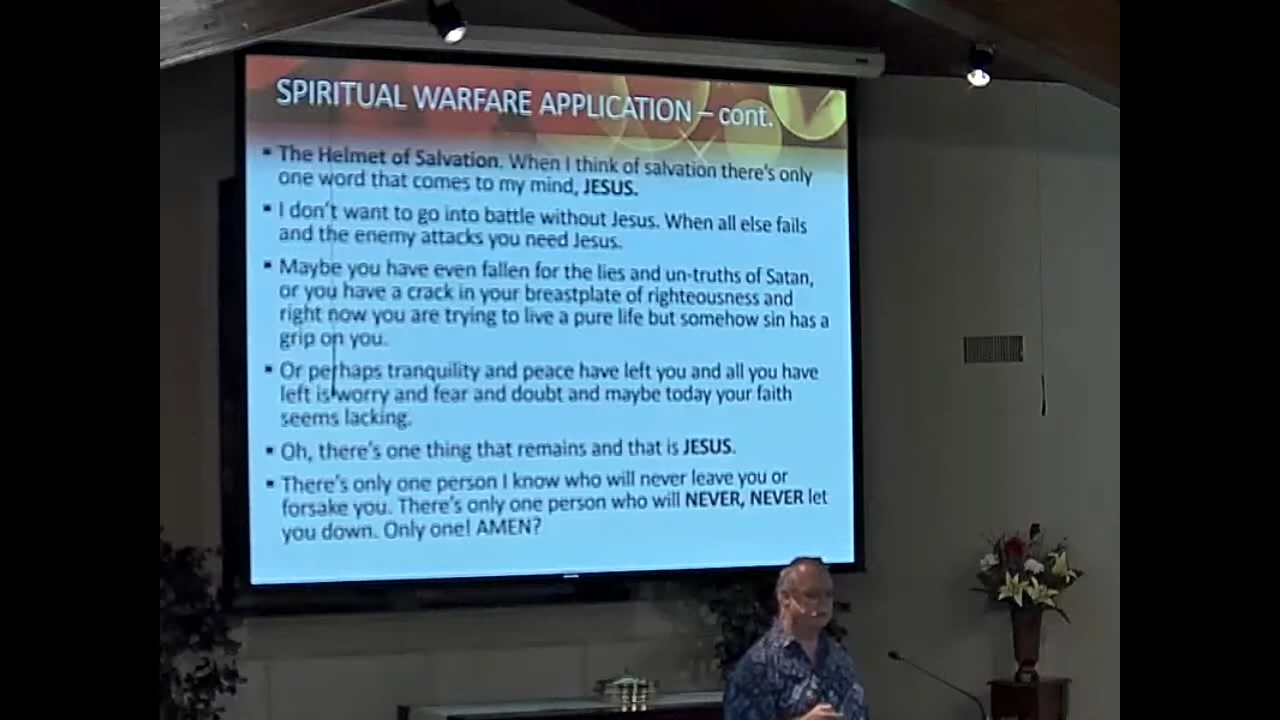 SPIRITUAL WARFARE APPLICATION – cont.
▪ The Helmet of Salvation. When I think of salvation there's only
one word that comes to my mind, JESUS.
▪ I don't want to go into battle without Jesus. When all else fails
and the enemy attacks you need Jesus.
▪ Maybe you have even fallen for the lies and un-truths of Satan,
or you have a crack in your breastplate of righteousness and
right now you are trying to live a pure life but somehow sin has a
grip on you.
▪ Or perhaps tranquility and peace have left you and all you have
left is worry and fear and doubt and maybe today your faith
seems lacking.
▪ Oh, there's one thing that remains and that is JESUS.
▪ There's only one person I know who will never leave you or
forsake you. There's only one person who will NEVER, NEVER let
you down. Only one! AMEN?